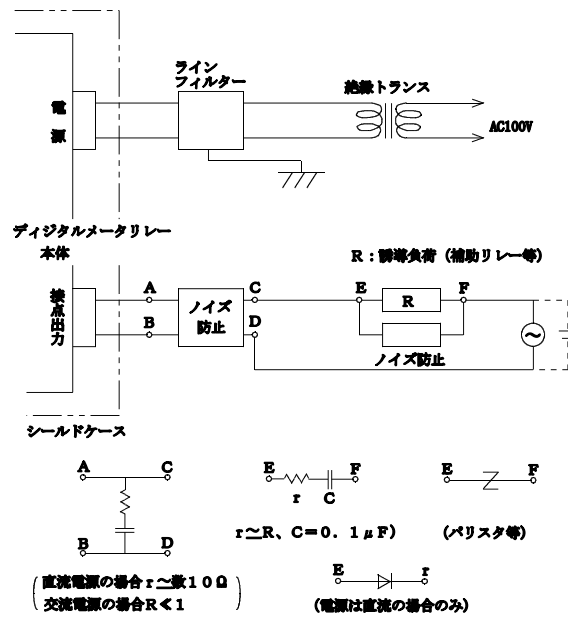 ライン
フィルター
絶縁トランス
電源
AC100V
ディジタルメータリレー
本体
R：誘導負荷（補助リレー等）
接点出力
A
B
ノイズ
防止
C
D
E
R
F
ノイズ防止
シールドケース
A
C
B
D
直流電源の場合r≃数10Ω
交流電源の場合R≪1
E
F
r
C
r≃R、C＝0．1μF）
E
F
（バリスタ等）
E
r
（電源は直流の場合のみ）